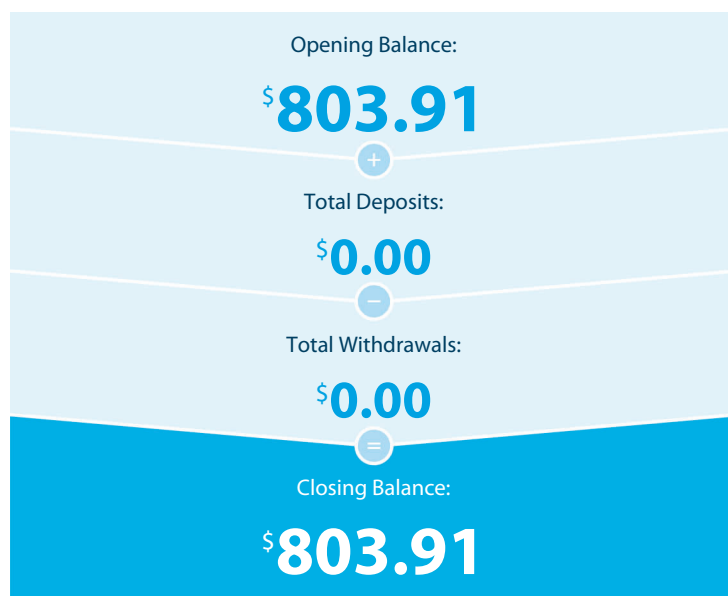 Opening Balance:
$803.91
+
Total Deposits:
$0.00
−
Total Withdrawals:
$0.00
=
Closing Balance:
$803.91